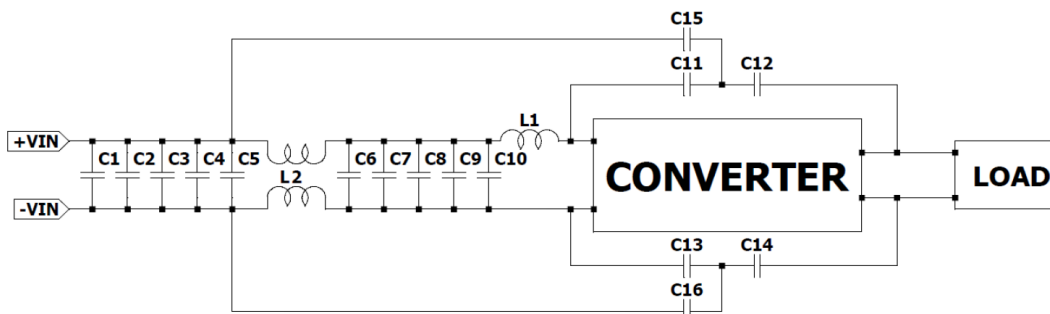 C15
C11 C12
L1
+VIN C1 C2 C3 C4 C5 C6 C7 C8 C9 C10
L2 CONVERTER LOAD
-VIN
C13 C14
C16